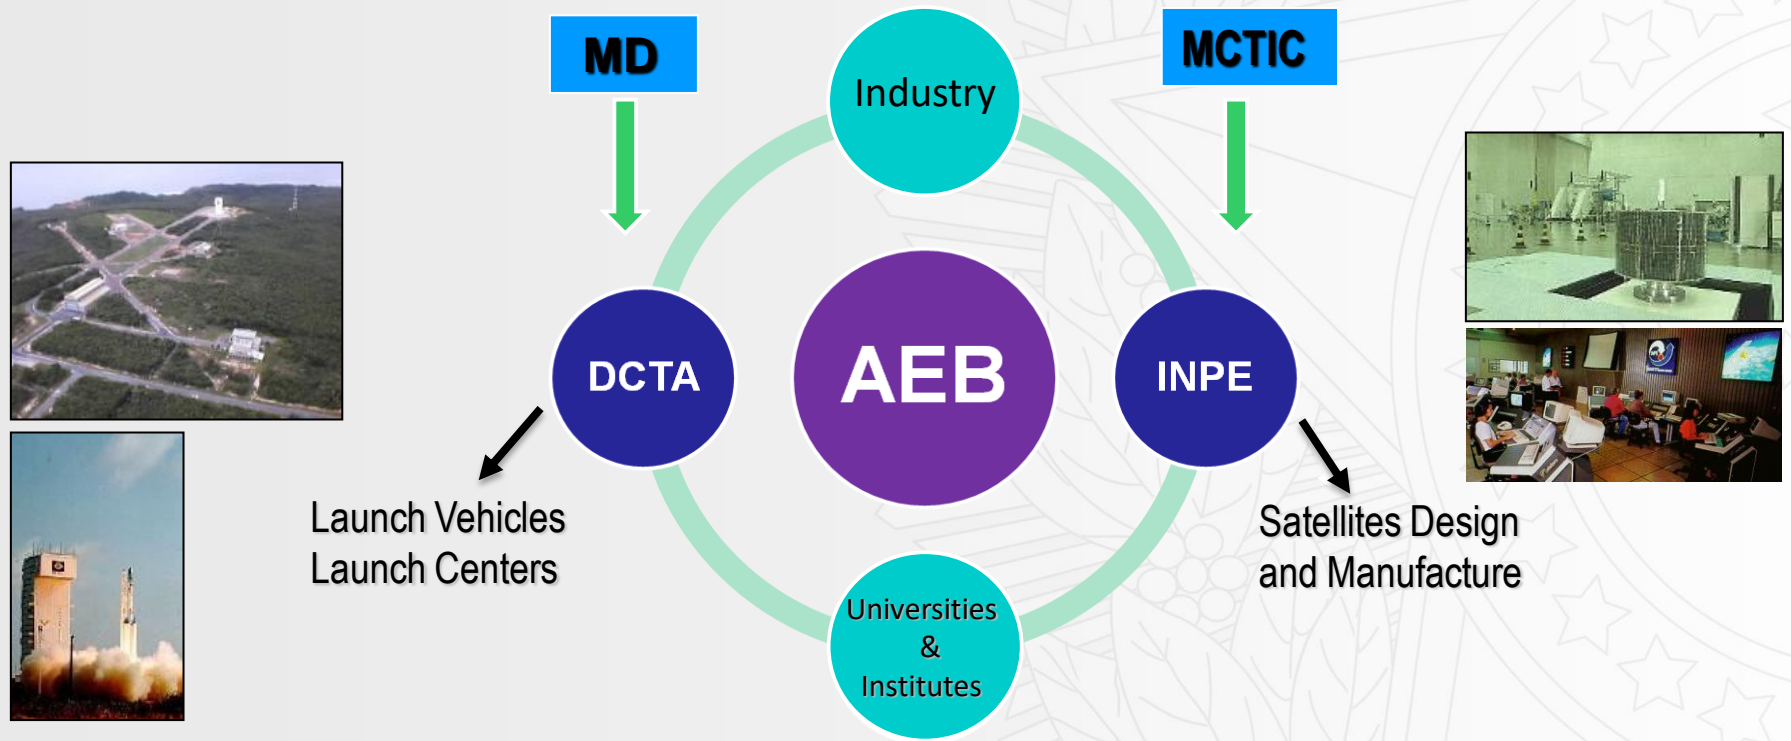 MD
MCTIC
Industry
DCTA
AEB
INPE
Launch Vehicles
Launch Centers
Satellites Design
and Manufacture
Universities
&
Institutes